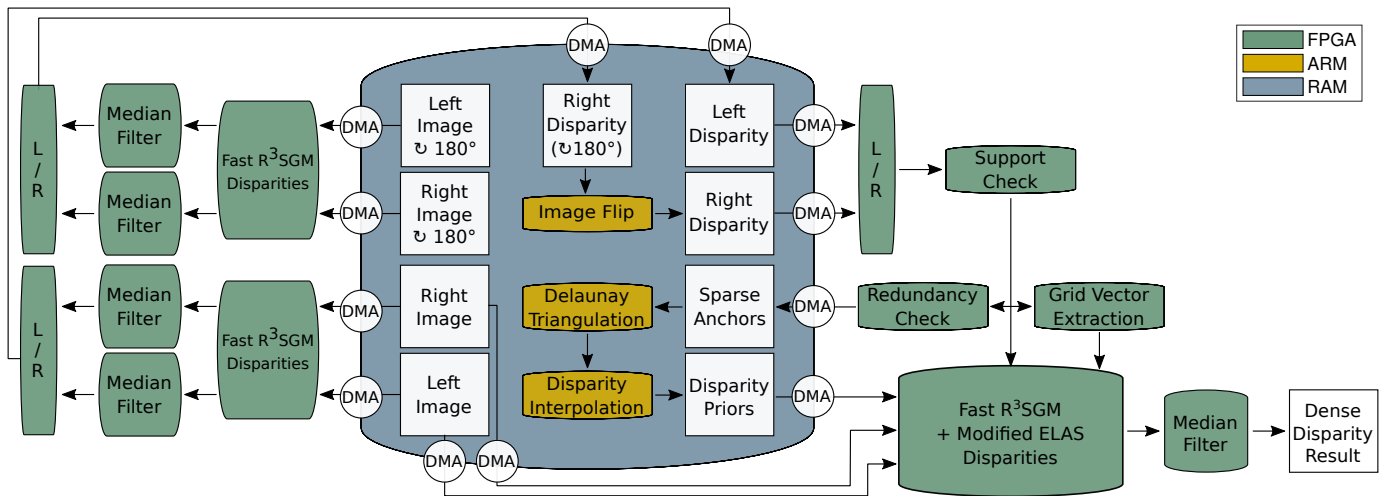 DMA
DMA
FPGA
ARM
RAM
L
/
R
Median
Filter
Fast R³SGM
Disparities
DMA
Left
Image
↻ 180°
Right
Disparity
(↻180°)
Left
Disparity
DMA
L
/
R
Support
Check
Median
Filter
DMA
Right
Image
↻ 180°
Image Flip
Right
Disparity
DMA
L
/
R
Median
Filter
Fast R³SGM
Disparities
DMA
Right
Image
Delaunay
Triangulation
Sparse
Anchors
DMA
Redundancy
Check
Grid Vector
Extraction
Median
Filter
DMA
Left
Image
Disparity
Interpolation
Disparity
Priors
DMA
Fast R³SGM
+ Modified ELAS
Disparities
Median
Filter
Dense
Disparity
Result
DMA
DMA